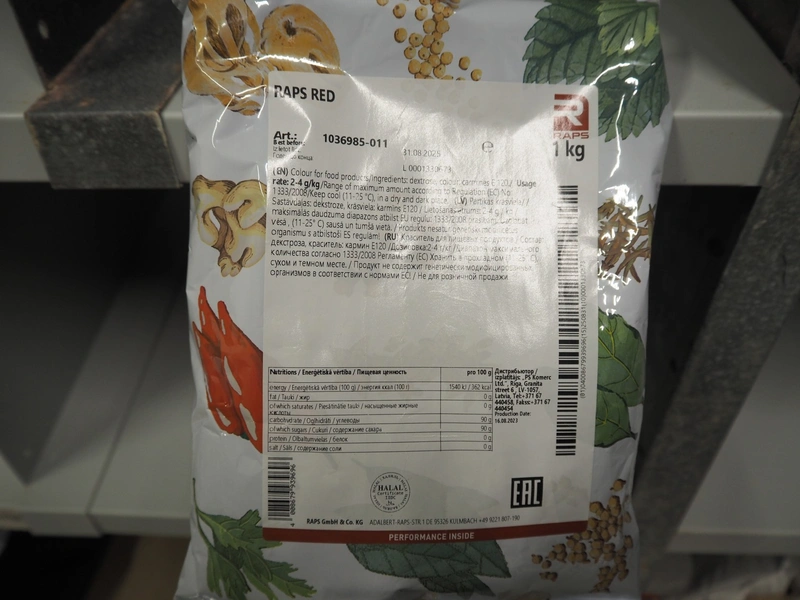 RAPS RED
RAPS
1 kg
Art.:
1036985-011
Best before:
31.08.2025
℮
(EN) Colour for food products/Ingredients: dextrose, colour: carmines E120/ Usage
rate: 2-4 g/kg/Range of maximum amount according to Regulation (EC) No
1333/2008/Keep cool (11-25 °C), in a dry and dark place. (LV) Pārtikas krāsviela/
Sastāvdaļas: dekstroze, krāsviela: karmīns E120 / Lietošanas
maksimālās daudzuma diapazons atbilst EU regulai 1333/2008
vēsā, (11-25° C) sausā un tumšā vietā./ Produkts nesatur
organismu s atbilstoši ES regulām. (RU) Краситель для пищевых продуктов / Состав:
Декстроза, краситель: кармин E120 /Дозировка:2-4 г/кг
количества согласно 1333/2008 Регламенту (EC) Хранить в прохладном (11-25° C),
сухом и темном месте. / Продукт не содержит генетически модифицированных
организмов в соответствии с нормами ЕС! / Не для розничной продажи
Nutritions / Enerģētiskā vērtība / Пищевая ценность pro 100 g
energy / Enerģētiskā vērtība (100 g) / энергия ккал (100 г) 1540 kJ / 362 kcal
fat / Tauki / жир 0 g
of which saturates / Piesātinātie tauki / насыщенные жирные кислоты 0 g
carbohydrate / Ogļhidrāti / углеводы 90 g
of which sugars / Cukuri / содержание сахара 90 g
protein / Olbaltumvielas / белок 0 g
salt / Sāls / содержание соли 0 g
Дистрибьютор /
izplatītājs: „PS Komerc
Ltd.”, Riga, Granita
street 6, LV-1057,
Latvia, Tel:+371 67
440458, Fakss:+371 67
440454
Production Date:
16.08.2023
HALAL
EAC
RAPS GmbH & Co. KG ADALBERT-RAPS-STR.1 DE 95326 KULMBACH +49 9221 807-190
PERFORMANCE INSIDE